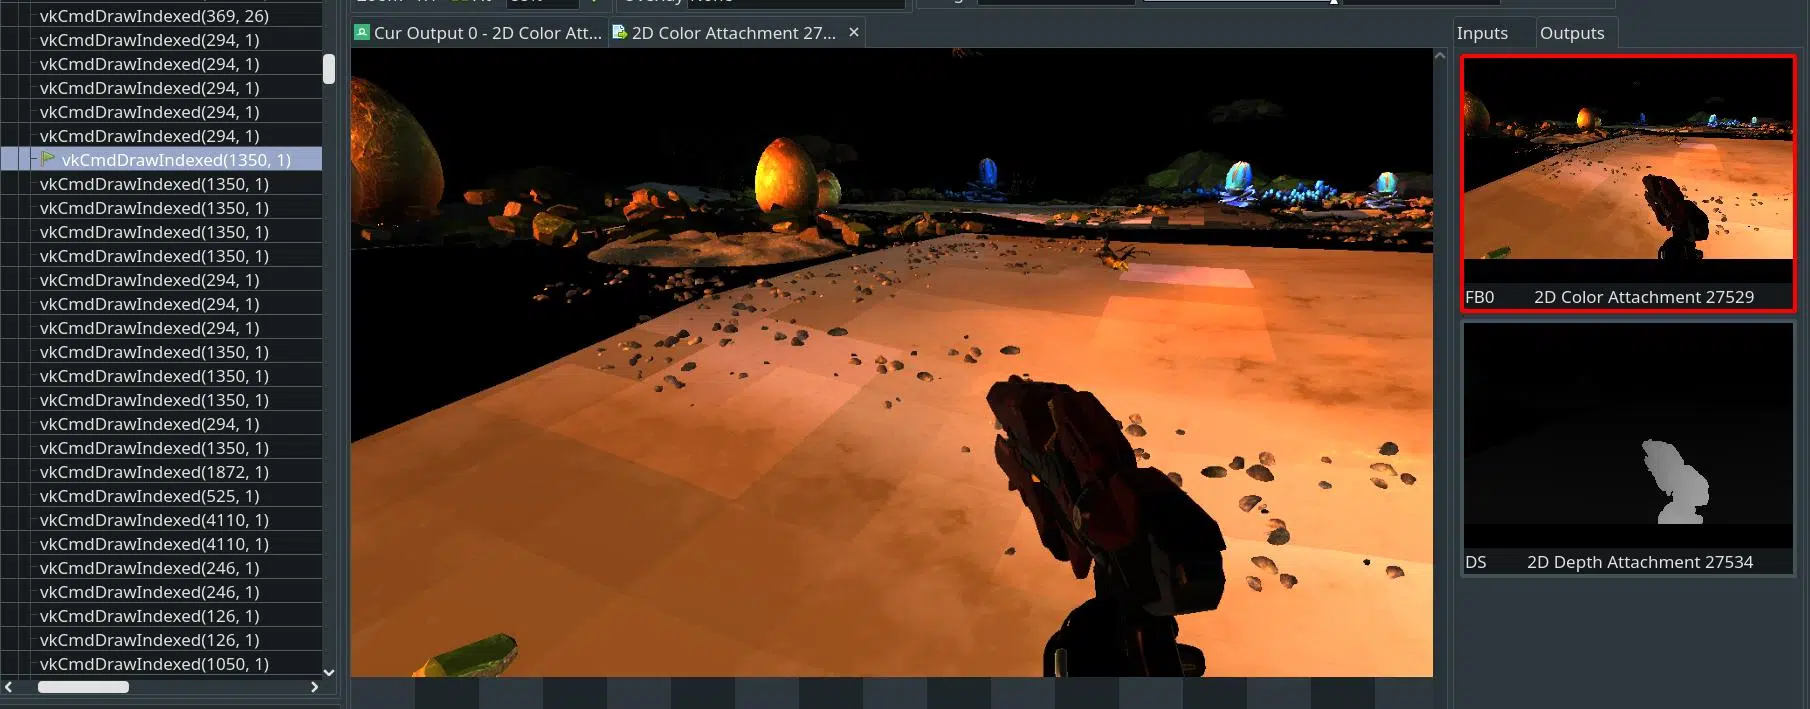 vkCmdDrawIndexed(369, 26)
vkCmdDrawIndexed(294, 1)
vkCmdDrawIndexed(294, 1)
vkCmdDrawIndexed(294, 1)
vkCmdDrawIndexed(294, 1)
vkCmdDrawIndexed(294, 1)
vkCmdDrawIndexed(1350, 1)
vkCmdDrawIndexed(1350, 1)
vkCmdDrawIndexed(1350, 1)
vkCmdDrawIndexed(1350, 1)
vkCmdDrawIndexed(1350, 1)
vkCmdDrawIndexed(294, 1)
vkCmdDrawIndexed(294, 1)
vkCmdDrawIndexed(294, 1)
vkCmdDrawIndexed(1350, 1)
vkCmdDrawIndexed(1350, 1)
vkCmdDrawIndexed(1350, 1)
vkCmdDrawIndexed(294, 1)
vkCmdDrawIndexed(1350, 1)
vkCmdDrawIndexed(1872, 1)
vkCmdDrawIndexed(525, 1)
vkCmdDrawIndexed(4110, 1)
vkCmdDrawIndexed(4110, 1)
vkCmdDrawIndexed(246, 1)
vkCmdDrawIndexed(246, 1)
vkCmdDrawIndexed(126, 1)
vkCmdDrawIndexed(126, 1)
vkCmdDrawIndexed(1050, 1)
Cur Output 0 - 2D Color Att...
2D Color Attachment 27...
Inputs
Outputs
FB0 2D Color Attachment 27529
DS 2D Depth Attachment 27534